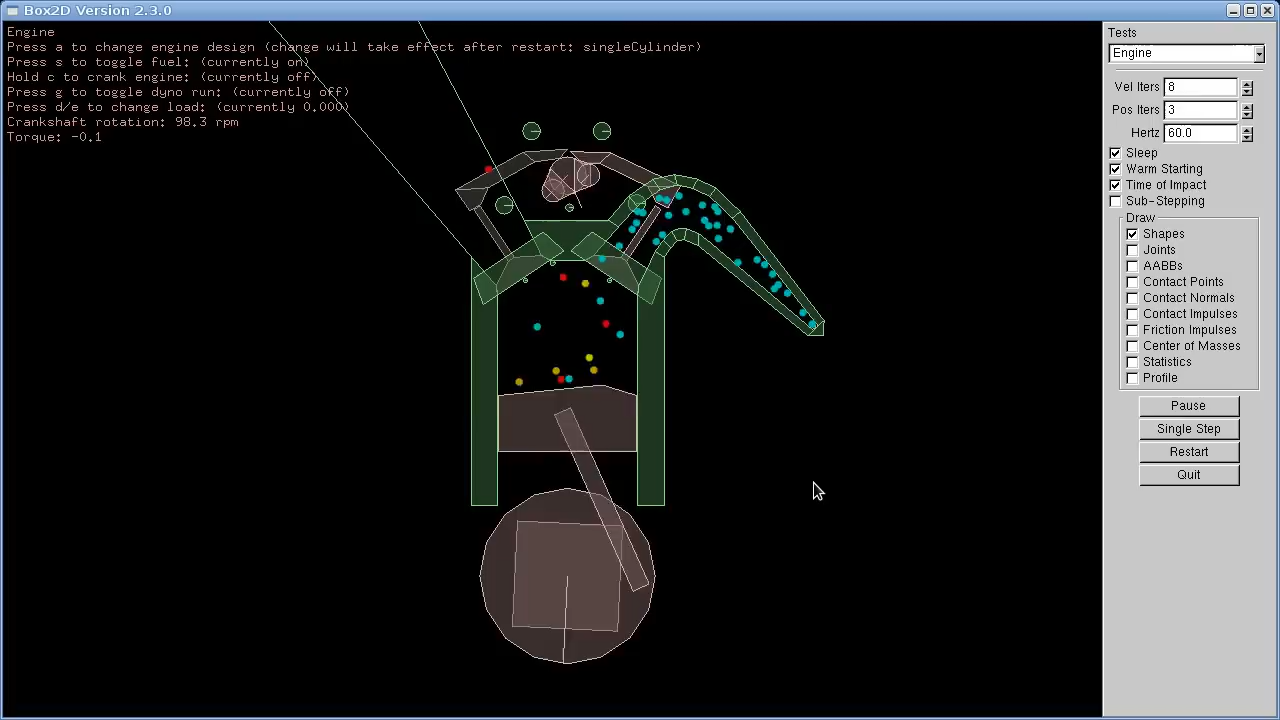 Box2D Version 2.3.0
Engine
Press a to change engine design (change will take effect after restart: singleCylinder)
Press s to toggle fuel: (currently on)
Hold c to crank engine: (currently off)
Press g to toggle dyno run: (currently off)
Press d/e to change load: (currently 0.000)
Crankshaft rotation: 98.3 rpm
Torque: -0.1
Tests
Engine
Vel Iters 8
Pos Iters 3
Hertz 60.0
Sleep
Warm Starting
Time of Impact
Sub-Stepping
Draw
Shapes
Joints
AABBs
Contact Points
Contact Normals
Contact Impulses
Friction Impulses
Center of Masses
Statistics
Profile
Pause
Single Step
Restart
Quit